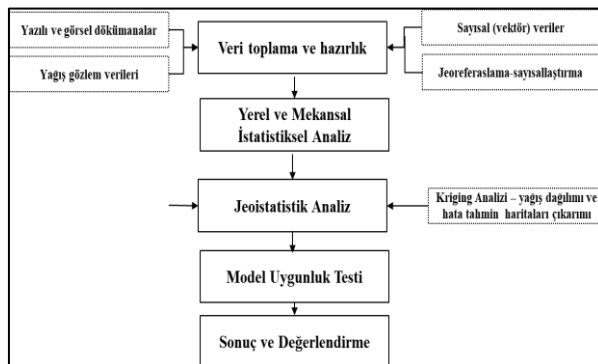 Yazılı ve görsel dökümanalar
Yağış gözlem verileri
Veri toplama ve hazırlık
Sayısal (vektör) veriler
Jeoreferaslama-sayısallaştırma
Yerel ve Mekansal
İstatistiksel Analiz
Jeoistatistik Analiz
Kriging Analizi – yağış dağılımı ve
hata tahmin haritaları çıkarımı
Model Uygunluk Testi
Sonuç ve Değerlendirme